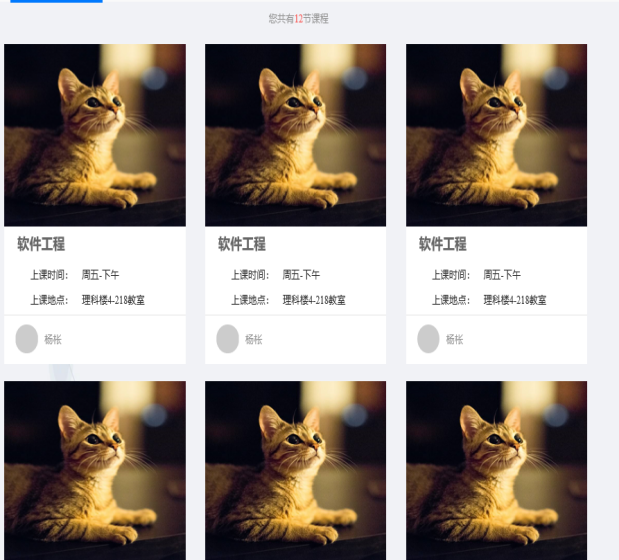 您共有12节课程
软件工程
上课时间： 周五-下午
上课地点： 理科楼4-218教室
杨枨
软件工程
上课时间： 周五-下午
上课地点： 理科楼4-218教室
杨枨
软件工程
上课时间： 周五-下午
上课地点： 理科楼4-218教室
杨枨